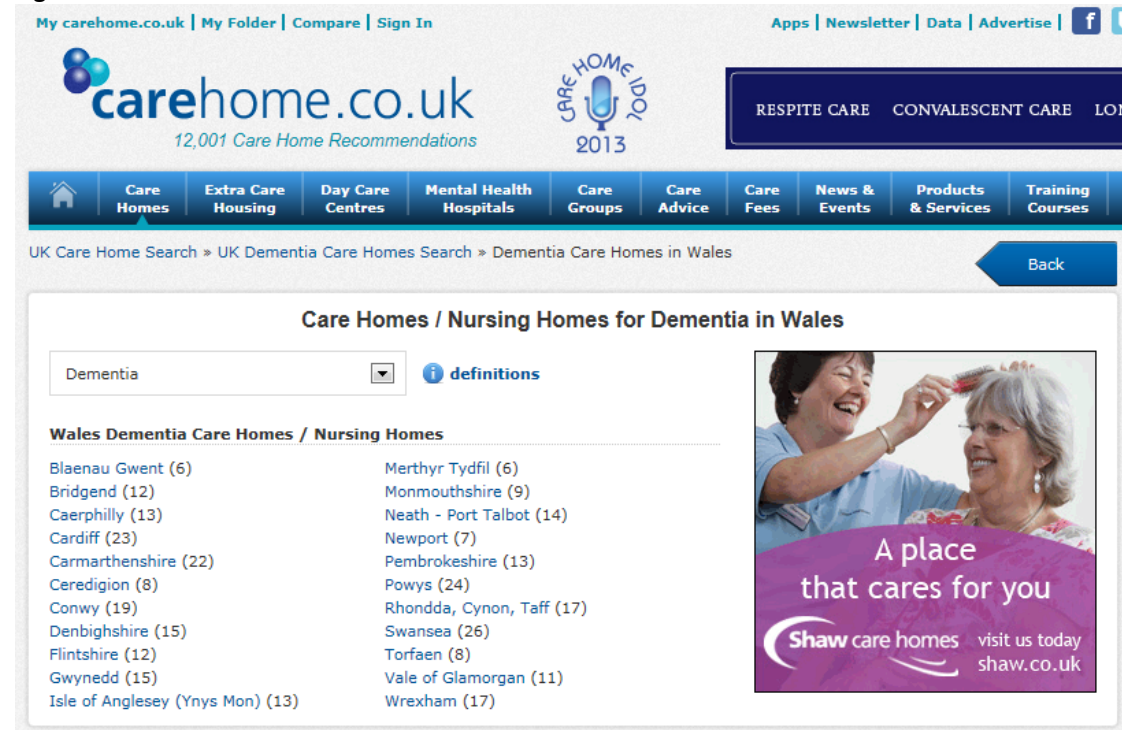 My carehome.co.uk | My Folder | Compare | Sign In
Apps | Newsletter | Data | Advertise |
carehome.co.uk
12,001 Care Home Recommendations
CARE HOME IDOL
2013
RESPITE CARE CONVALESCENT CARE
Care Homes
Extra Care Housing
Day Care Centres
Mental Health Hospitals
Care Groups
Care Advice
Care Fees
News & Events
Products & Services
Training Courses
UK Care Home Search » UK Dementia Care Homes Search » Dementia Care Homes in Wales
Back
Care Homes / Nursing Homes for Dementia in Wales
Dementia
definitions
Wales Dementia Care Homes / Nursing Homes
Blaenau Gwent (6)
Bridgend (12)
Caerphilly (13)
Cardiff (23)
Carmarthenshire (22)
Ceredigion (8)
Conwy (19)
Denbighshire (15)
Flintshire (12)
Gwynedd (15)
Isle of Anglesey (Ynys Mon) (13)
Merthyr Tydfil (6)
Monmouthshire (9)
Neath - Port Talbot (14)
Newport (7)
Pembrokeshire (13)
Powys (24)
Rhondda, Cynon, Taff (17)
Swansea (26)
Torfaen (8)
Vale of Glamorgan (11)
Wrexham (17)
A place
that cares for you
Shaw care homes
visit us today
shaw.co.uk